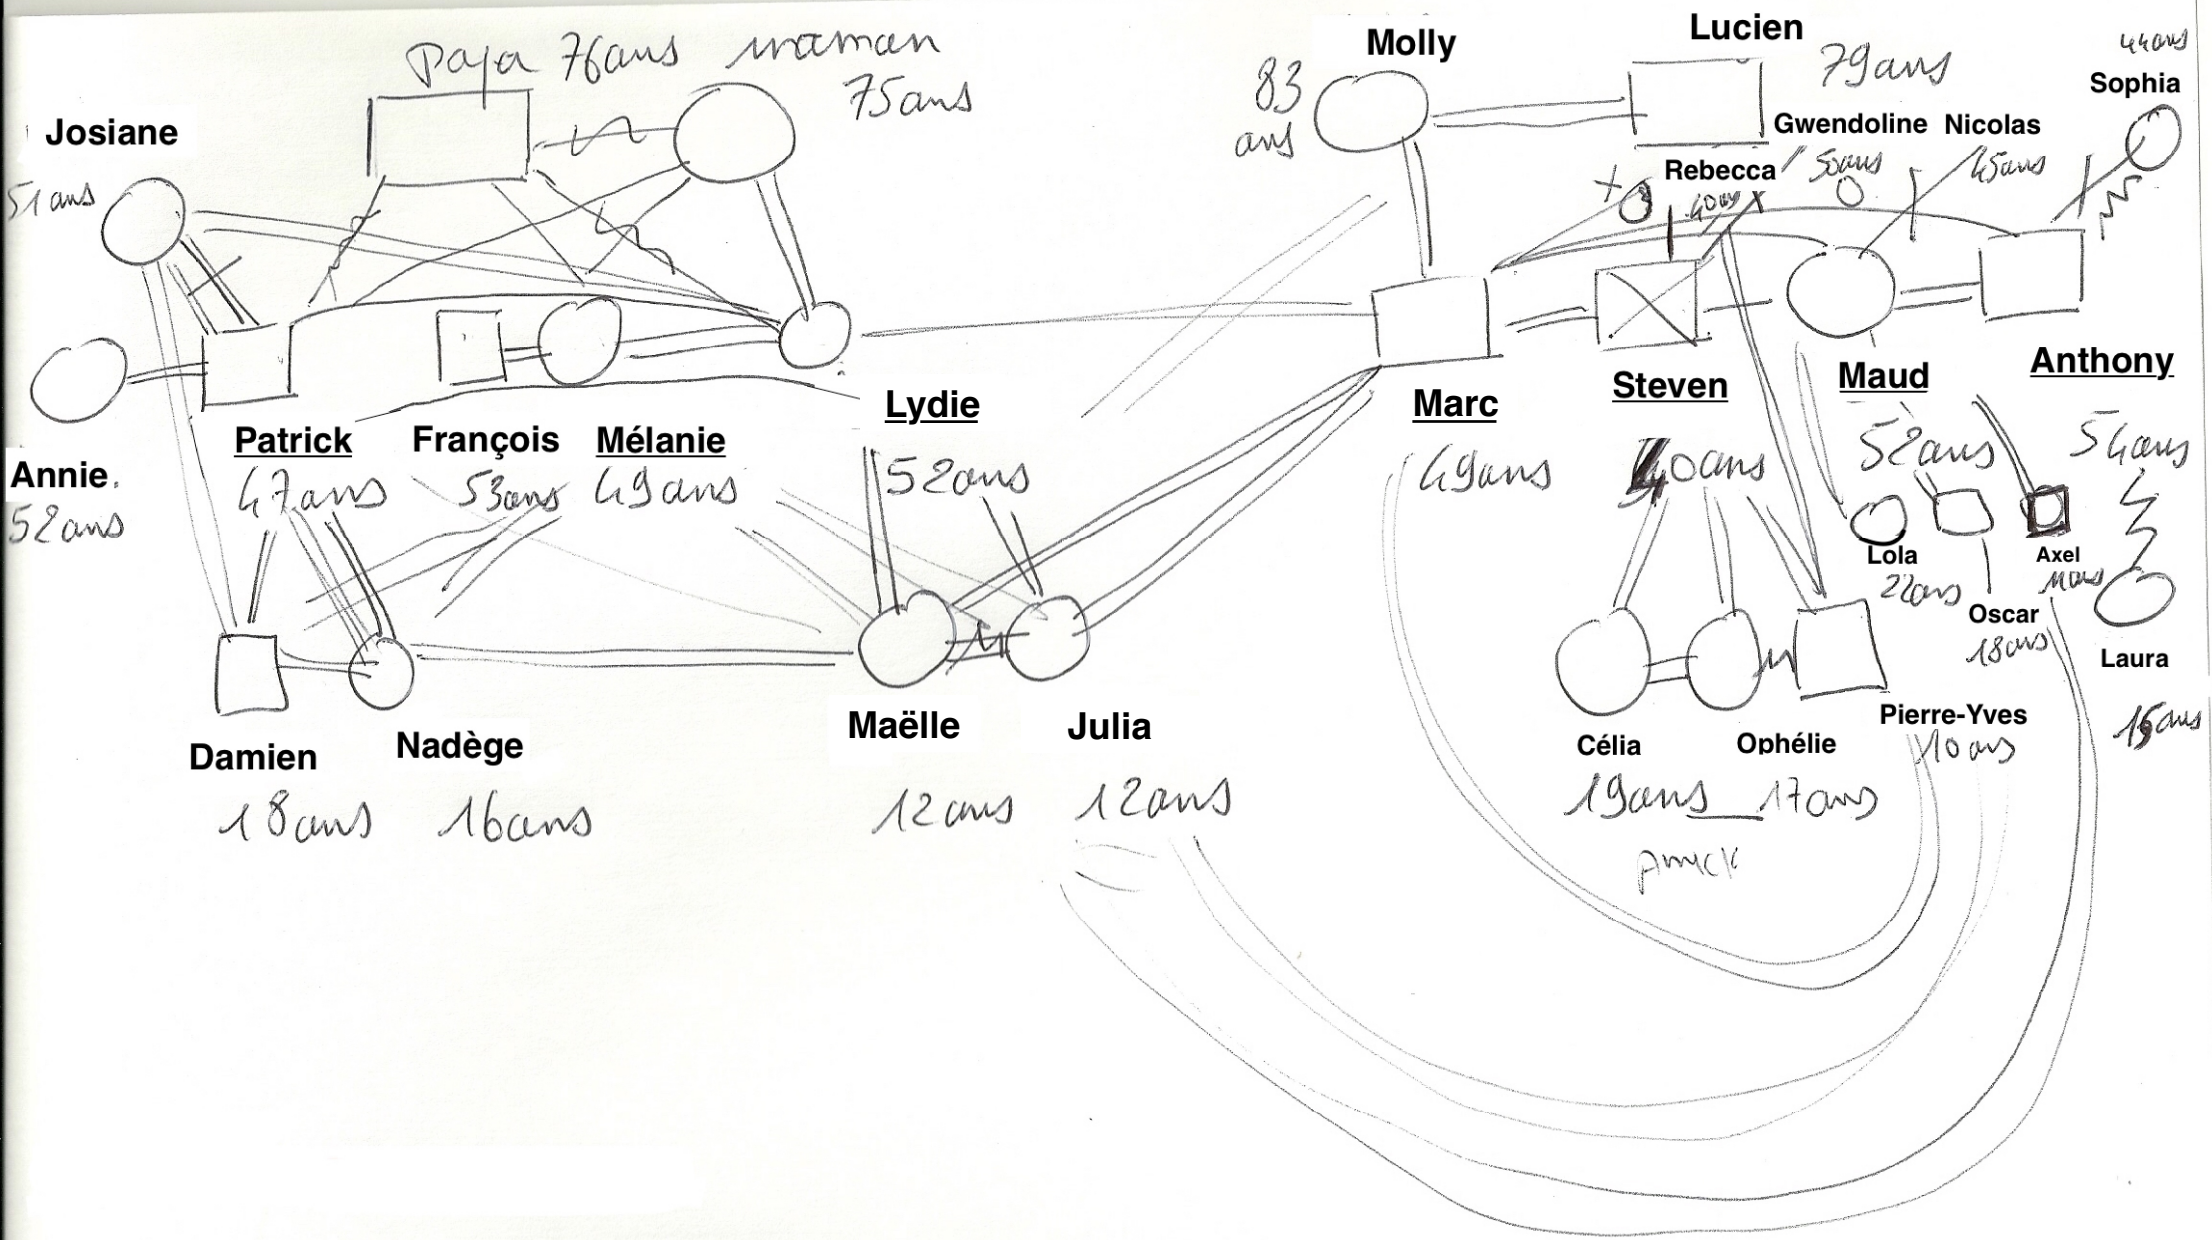 papa 76ans maman
75ans
Josiane
51ans
Molly
83
ans
Lucien
79ans
44ans
Sophia
Gwendoline
50ans
Nicolas
45ans
Rebecca
40ans
Lydie
52ans
Patrick
47ans
François
53ans
Mélanie
49ans
Annie
52ans
Marc
49ans
Steven
40ans
Maud
52ans
Anthony
54ans
Lola
22ans
Oscar
18ans
Axel
Laura
15ans
Damien
18ans
Nadège
16ans
Maëlle
12ans
Julia
12ans
Célia
19ans
Ophélie
17ans
Pierre-Yves
10ans